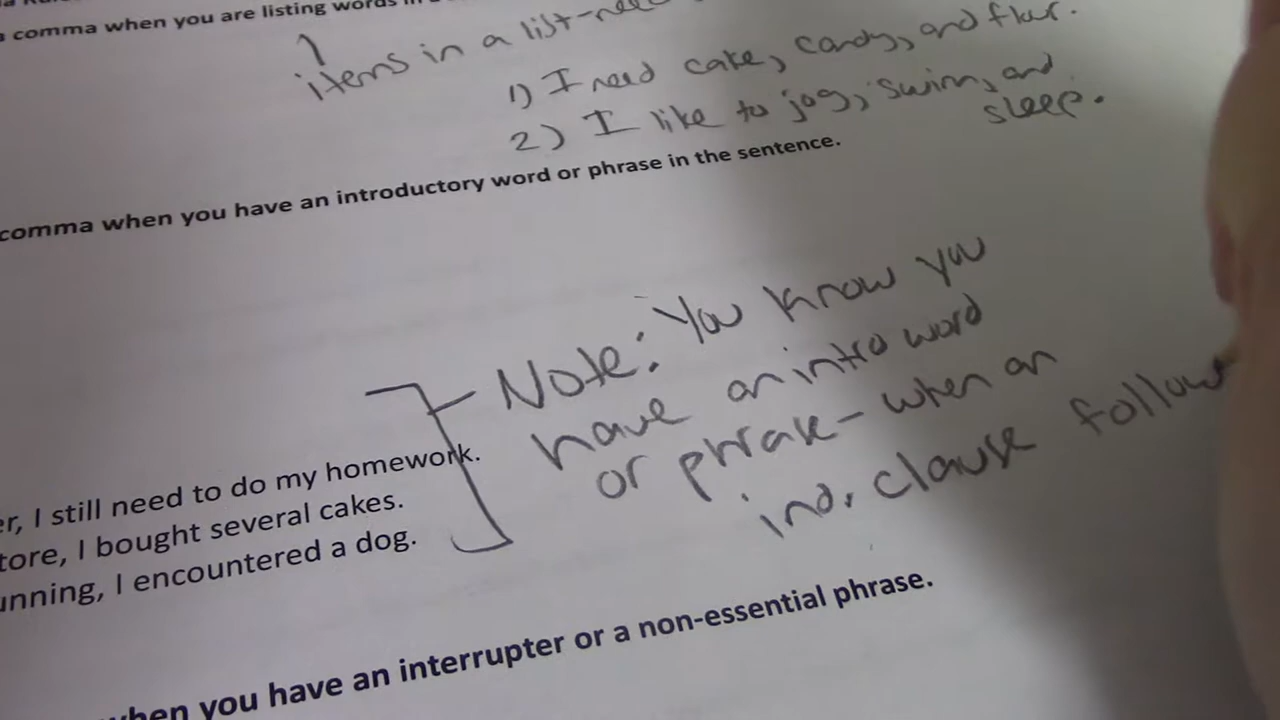 comma when you are listing words in
items in a list-need
1) I need cake, candy, and flur.
2) I like to jog, swim, and
sleep.
comma when you have an introductory word or phrase in the sentence.
Note: You know you
have an intro word
or phrase- when an
ind. clause follows
er, I still need to do my homework.
tore, I bought several cakes.
unning, I encountered a dog.
when you have an interrupter or a non-essential phrase.